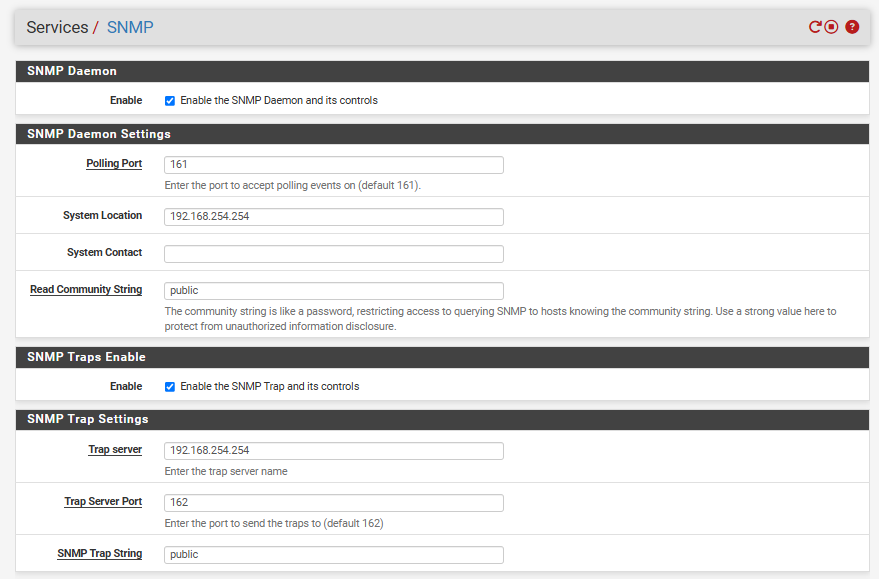 Services / SNMP
SNMP Daemon
Enable Enable the SNMP Daemon and its controls
SNMP Daemon Settings
Polling Port 161
Enter the port to accept polling events on (default 161).
System Location 192.168.254.254
System Contact
Read Community String public
The community string is like a password, restricting access to querying SNMP to hosts knowing the community string. Use a strong value here to
protect from unauthorized information disclosure.
SNMP Traps Enable
Enable Enable the SNMP Trap and its controls
SNMP Trap Settings
Trap server 192.168.254.254
Enter the trap server name
Trap Server Port 162
Enter the port to send the traps to (default 162)
SNMP Trap String public